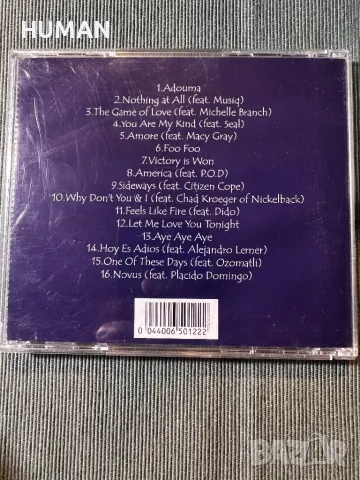 1.Adouma
2.Nothing at All (feat. Musiq)
3.The Game of Love (feat. Michelle Branch)
4.You Are My Kind (feat. Seal)
5.Amore (feat. Macy Gray)
6.Foo Foo
7.Victory is Won
8.America (feat. P.O.D)
9.Sideways (feat. Citizen Cope)
10.Why Don't You & I (feat. Chad Kroeger of Nickelback)
11.Feels Like Fire (feat. Dido)
12.Let Me Love You Tonight
13.Aye Aye Aye
14.Hoy Es Adios (feat. Alejandro Lerner)
15.One Of These Days (feat. Ozomatli)
16.Novus (feat. Placido Domingo)
0 044006 501222
BAZAR